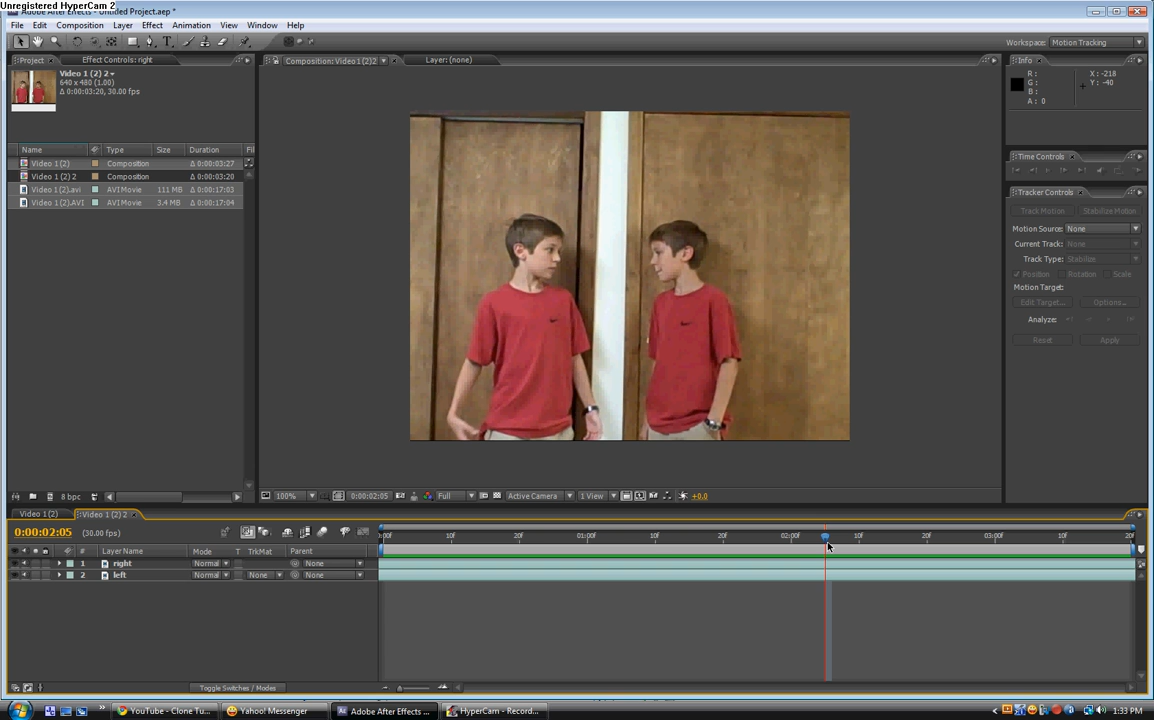 Unregistered HyperCam 2
Adobe After Effects - Untitled Project.aep *
File Edit Composition Layer Effect Animation View Window Help
Workspace: Motion Tracking
Project Effect Controls: right
Composition: Video 1 (2) 2 Layer: (none)
Info
Video 1 (2) 2
640 x 480 (1.00)
Δ 0:00:03:20, 30.00 fps
R :
G :
B :
A : 0
X : -218
Y : -40
Name Type Size Duration Fil
Video 1 (2) Composition Δ 0:00:03:27
Video 1 (2) 2 Composition Δ 0:00:03:20
Video 1 (2).avi AVI Movie 111 MB Δ 0:00:17:03
Video 1 (2).AVI AVI Movie 3.4 MB Δ 0:00:17:04
Time Controls
Tracker Controls
Track Motion Stabilize Motion
Motion Source: None
Current Track: None
Track Type: Stabilize
Position Rotation Scale
Motion Target:
Edit Target... Options...
Analyze:
Reset Apply
8 bpc
100% 0:00:02:05 Full Active Camera 1 View +0.0
Video 1 (2) Video 1 (2) 2
0:00:02:05 (30.00 fps)
:00f 10f 20f 01:00f 10f 20f 02:00f 10f 20f 03:00f 10f 20f
# Layer Name Mode T TrkMat Parent
1 right Normal None
2 left Normal None None
Toggle Switches / Modes
YouTube - Clone Tu... Yahoo! Messenger Adobe After Effects ... HyperCam - Record... 1:33 PM